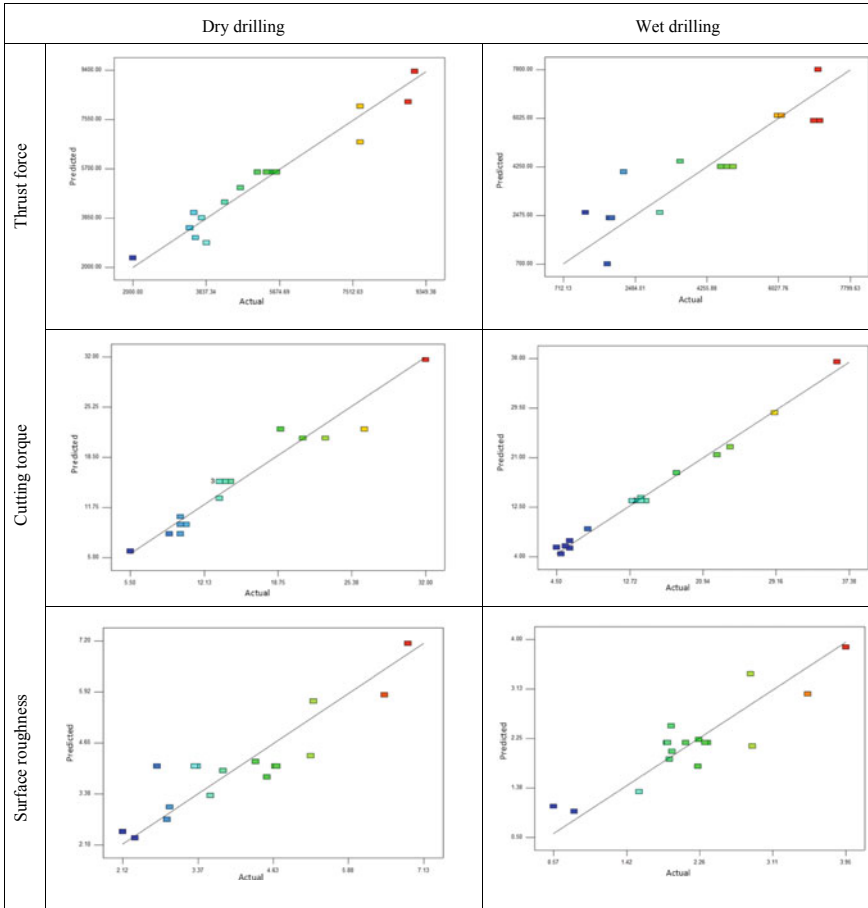 Dry drilling
Wet drilling
Thrust force
9400.00
7550.00
5700.00
3850.00
2000.00
Predicted
2000.00 3837.34 5674.69 7512.03 9349.38
Actual
7800.00
6025.00
4250.00
2475.00
700.00
Predicted
712.13 2484.01 4255.88 6027.76 7799.63
Actual
Cutting torque
32.00
25.25
18.50
11.75
5.00
Predicted
3
5.50 12.13 18.75 25.38 32.00
Actual
38.00
29.50
21.00
12.50
4.00
Predicted
4.50 12.72 20.94 29.16 37.38
Actual
Surface roughness
7.20
5.92
4.65
3.38
2.10
Predicted
2.12 3.37 4.63 5.88 7.13
Actual
4.00
3.13
2.25
1.38
0.50
Predicted
0.57 1.42 2.26 3.11 3.95
Actual